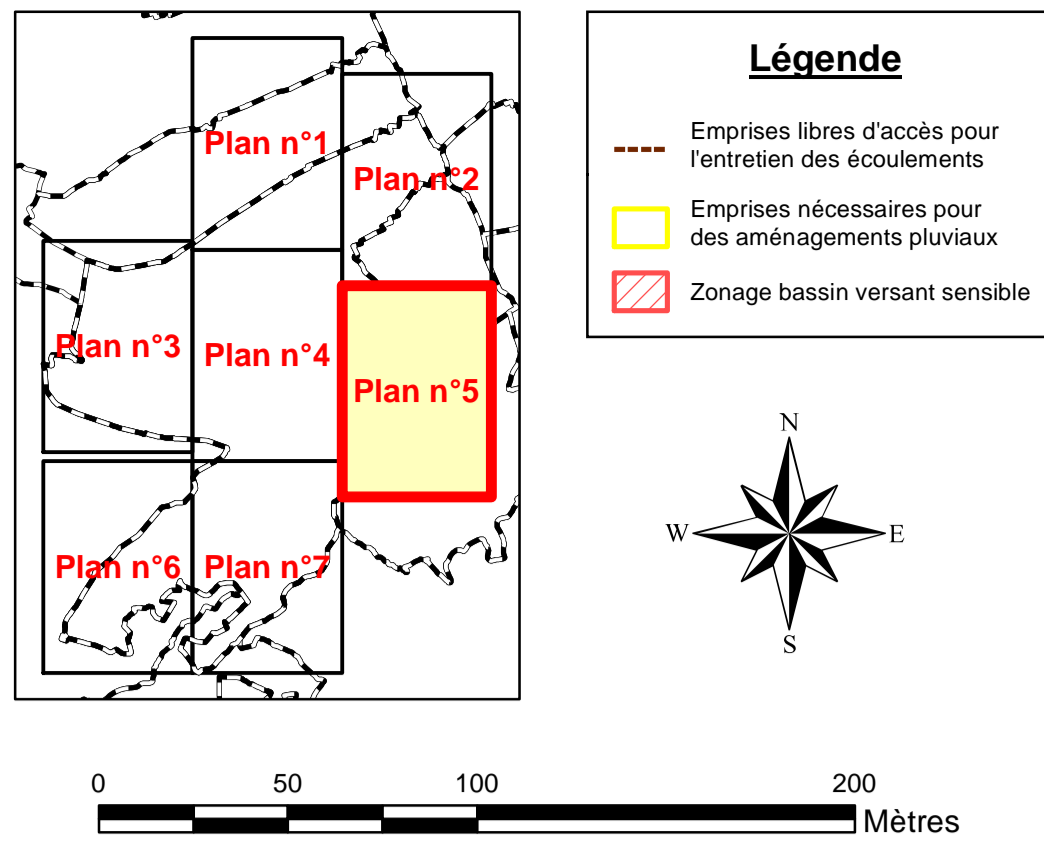 Plan n°1
Plan n°2
Plan n°3
Plan n°4
Plan n°5
Plan n°6
Plan n°7
Légende
Emprises libres d'accès pour
l'entretien des écoulements
Emprises nécessaires pour
des aménagements pluviaux
Zonage bassin versant sensible
N
W
E
S
0
50
100
200
Mètres